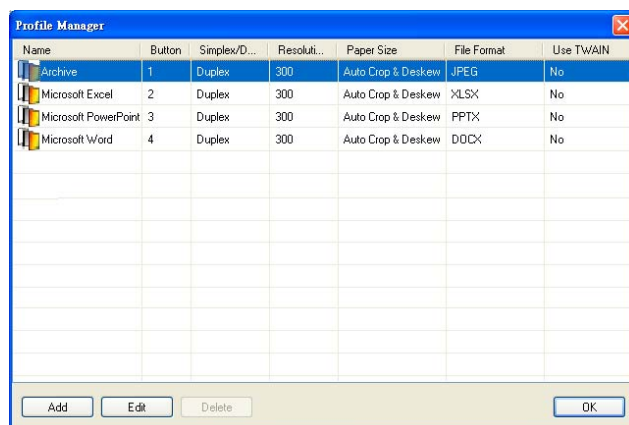 Profile Manager
Name Button Simplex/D... Resoluti... Paper Size File Format Use TWAIN
Archive 1 Duplex 300 Auto Crop & Deskew JPEG No
Microsoft Excel 2 Duplex 300 Auto Crop & Deskew XLSX No
Microsoft PowerPoint 3 Duplex 300 Auto Crop & Deskew PPTX No
Microsoft Word 4 Duplex 300 Auto Crop & Deskew DOCX No
Add Edit Delete OK